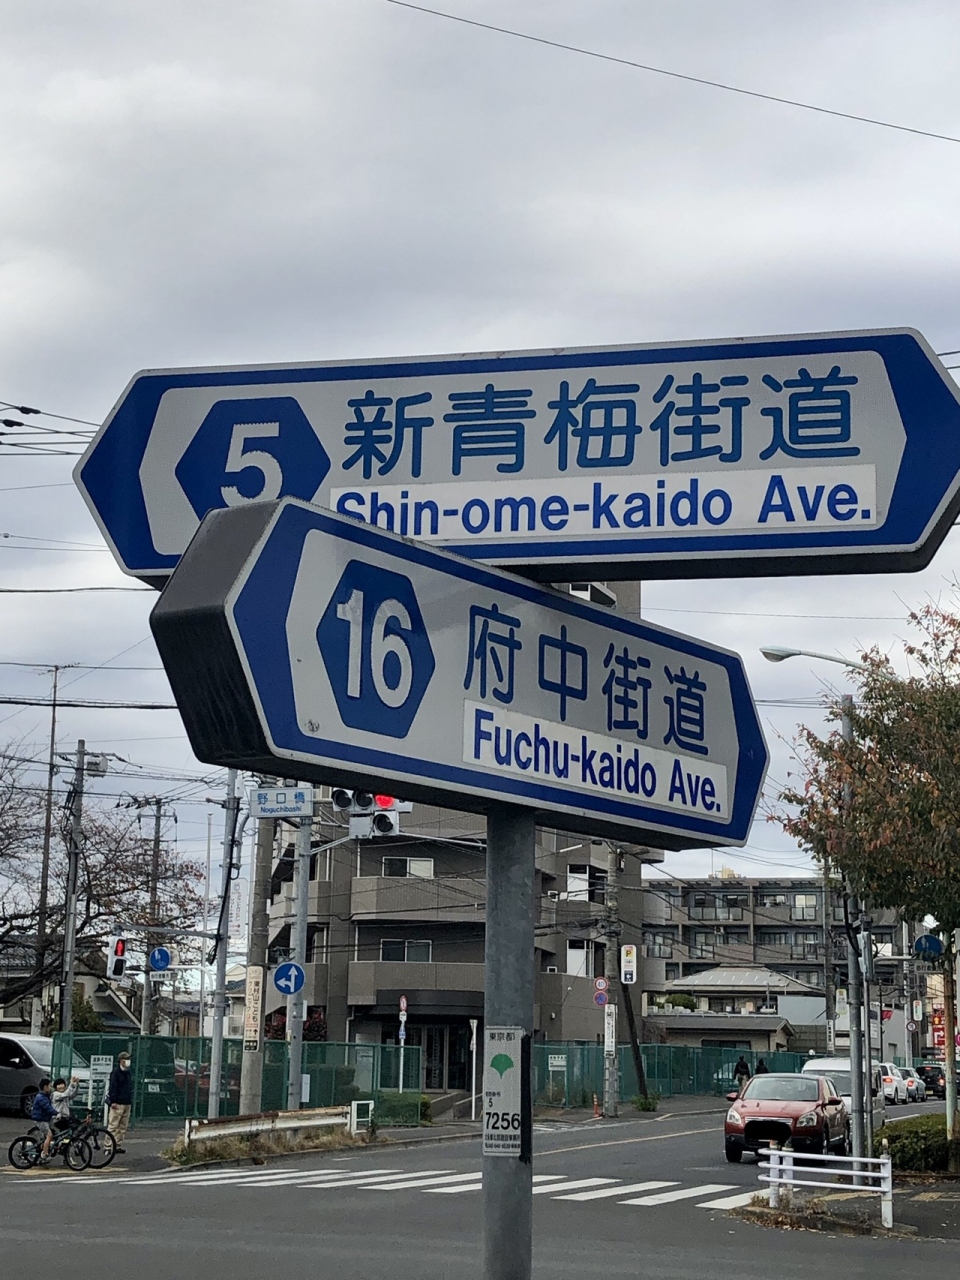 5
新青梅街道
Shin-ome-kaido Ave.
16
府中街道
Fuchu-kaido Ave.
野口橋
Noguchibashi
P
東京都
5
7256